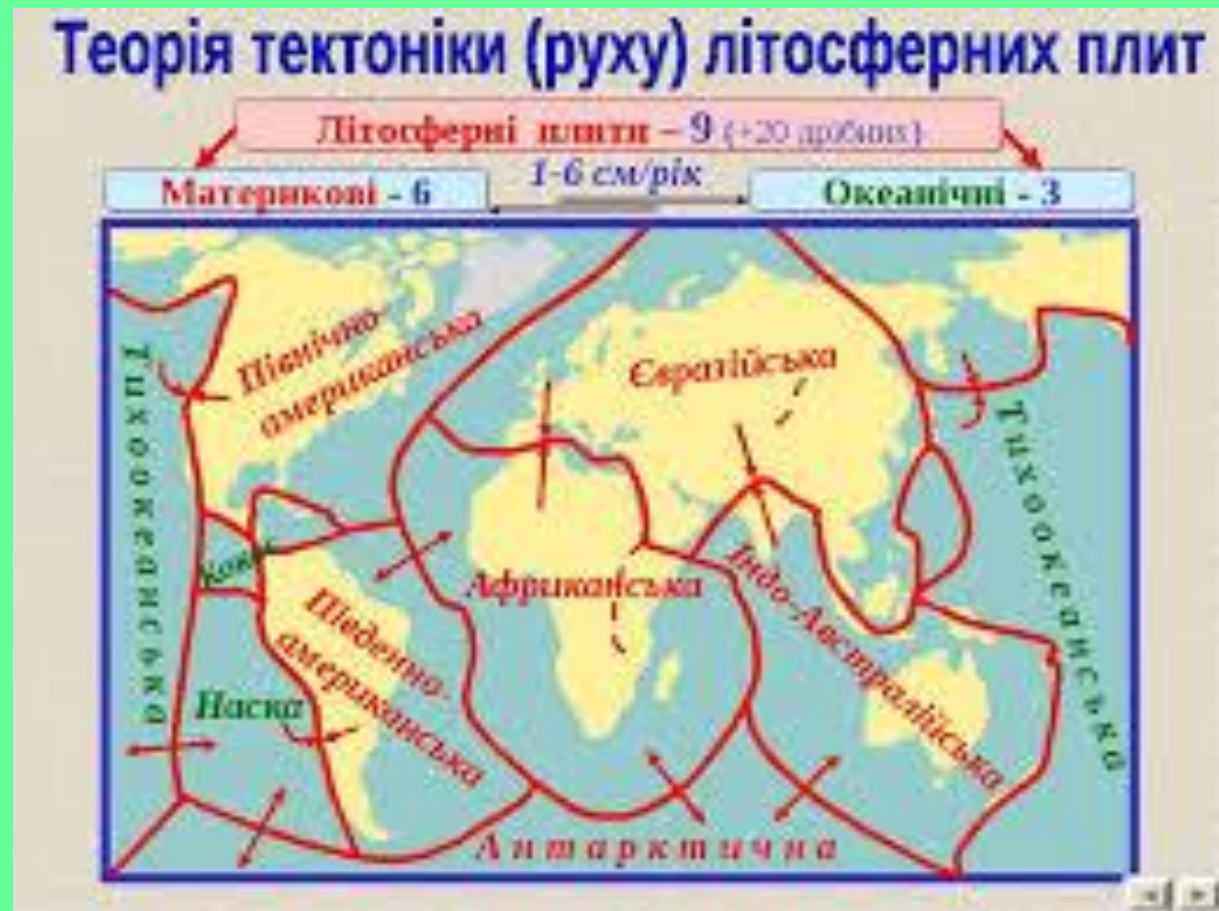 Теорія тектоніки (руху) літосферних плит
Літосферні плити – 9 (+20 дрібних)
1-6 см/рік
Материкові - 6
Океанічні - 3
Північно-
американська
Євразійська
Тихоокеанська
Тихоокеанська
Кокос
Африканська
Індо-Австралійська
Південно-
американська
Наска
Антарктична